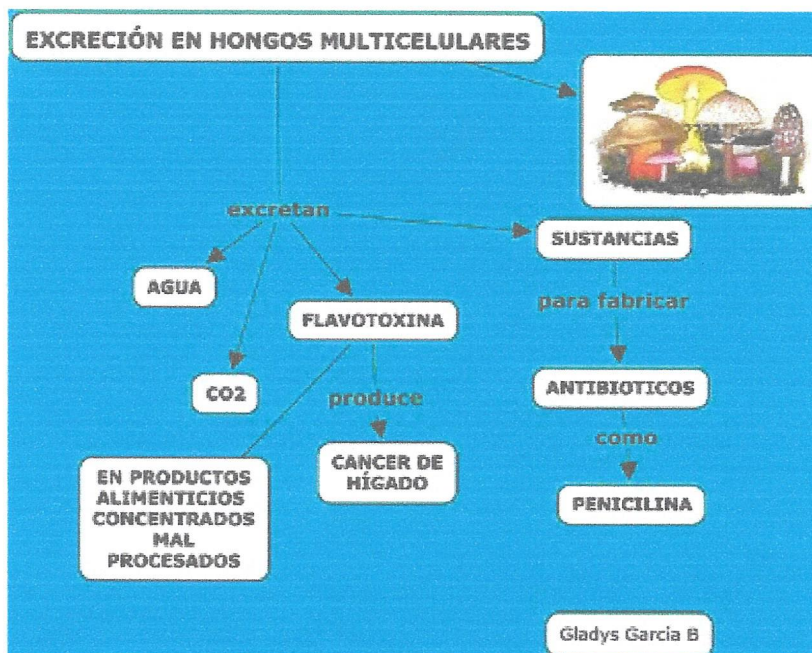 EXCRECIÓN EN HONGOS MULTICELULARES
excretan
AGUA
CO2
FLAVOTOXINA
produce
CANCER DE
HÍGADO
EN PRODUCTOS
ALIMENTICIOS
CONCENTRADOS
MAL
PROCESADOS
SUSTANCIAS
para fabricar
ANTIBIOTICOS
como
PENICILINA
Gladys Garcia B